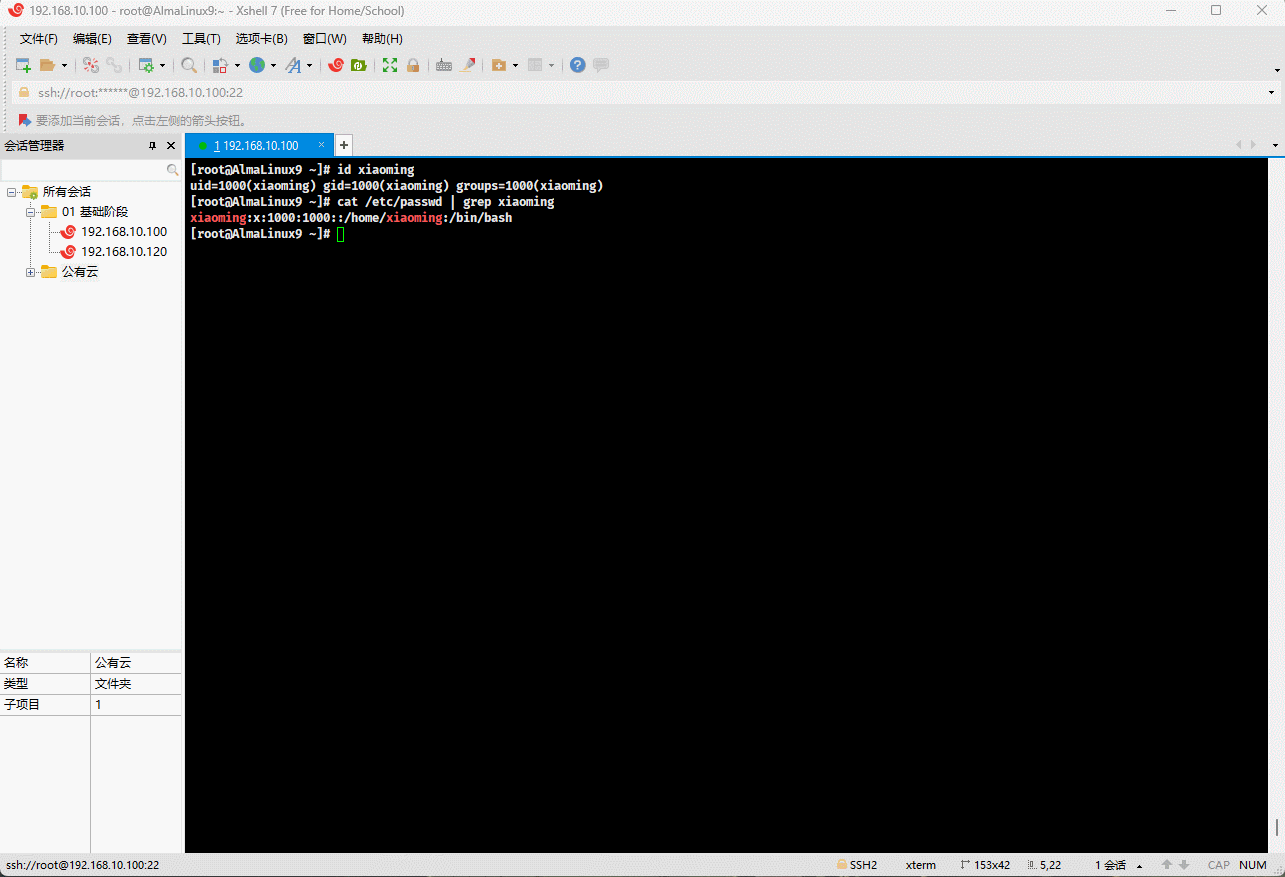 192.168.10.100 - root@AlmaLinux9:~ - Xshell 7 (Free for Home/School)
文件(F) 编辑(E) 查看(V) 工具(T) 选项卡(B) 窗口(W) 帮助(H)
ssh://root:******@192.168.10.100:22
要添加当前会话，点击左侧的箭头按钮。
会话管理器
1 192.168.10.100
所有会话
01 基础阶段
192.168.10.100
192.168.10.120
公有云
[root@AlmaLinux9 ~]# id xiaoming
uid=1000(xiaoming) gid=1000(xiaoming) groups=1000(xiaoming)
[root@AlmaLinux9 ~]# cat /etc/passwd | grep xiaoming
xiaoming:x:1000:1000::/home/xiaoming:/bin/bash
[root@AlmaLinux9 ~]#
名称 公有云
类型 文件夹
子项目 1
ssh://root@192.168.10.100:22 SSH2 xterm 153x42 5,22 1 会话 CAP NUM